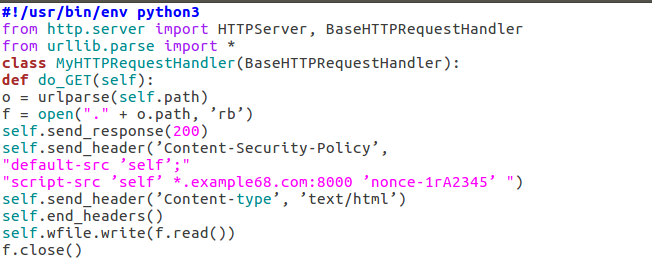 #!/usr/bin/env python3
from http.server import HTTPServer, BaseHTTPRequestHandler
from urllib.parse import *
class MyHTTPRequestHandler(BaseHTTPRequestHandler):
def do_GET(self):
o = urlparse(self.path)
f = open("." + o.path, ’rb’)
self.send_response(200)
self.send_header(’Content-Security-Policy’,
"default-src ’self’;"
"script-src ’self’ *.example68.com:8000 ’nonce-1rA2345’ ")
self.send_header(’Content-type’, ’text/html’)
self.end_headers()
self.wfile.write(f.read())
f.close()